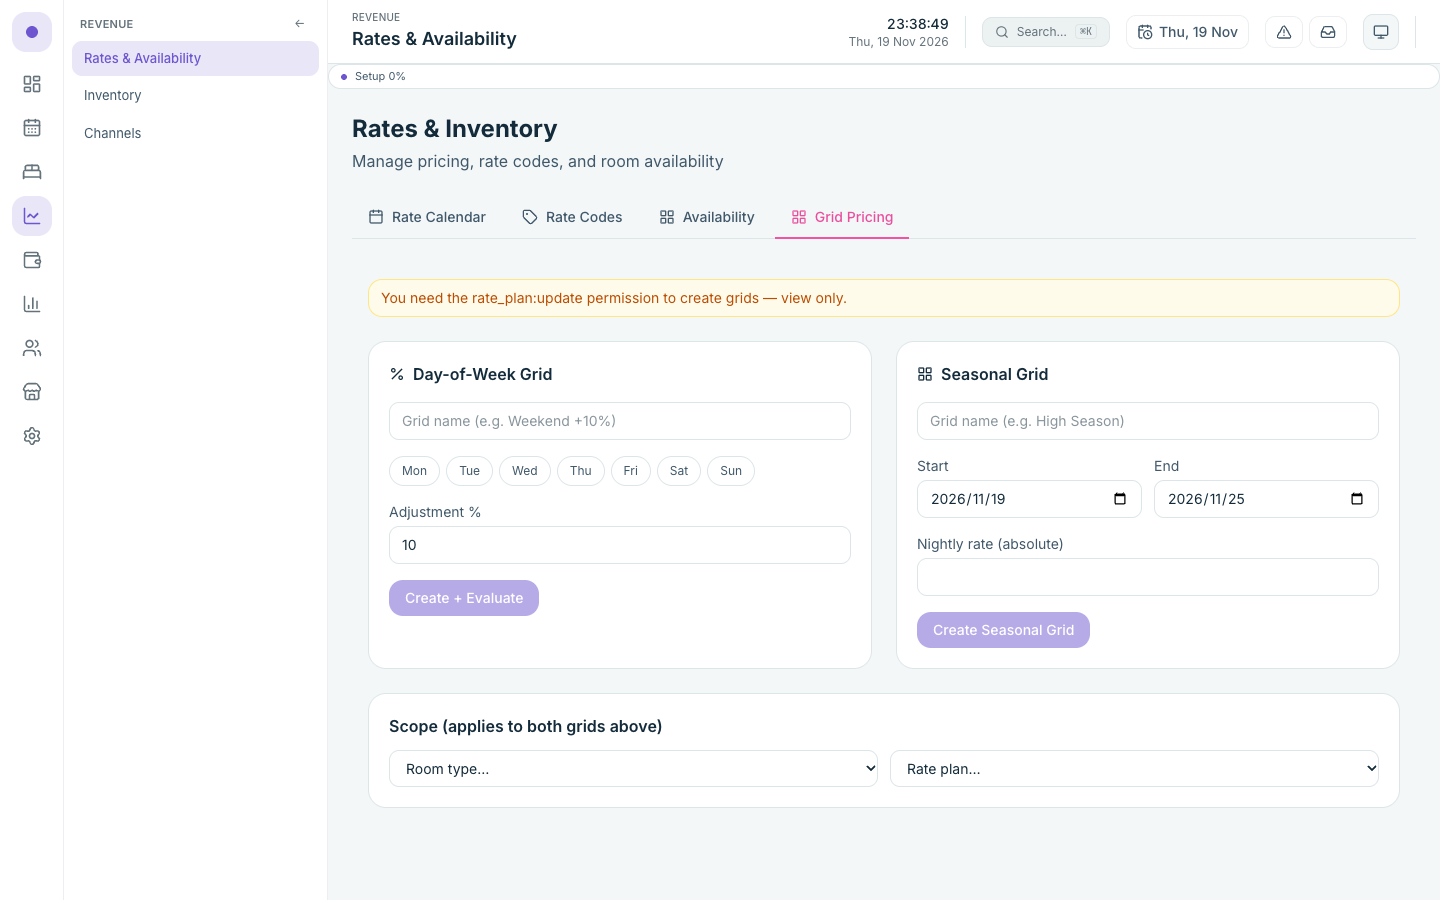 REVENUE
Rates & Availability
Inventory
Channels
REVENUE
Rates & Availability
23:38:49
Thu, 19 Nov 2026
Search... ⌘K
Thu, 19 Nov
Setup 0%
Rates & Inventory
Manage pricing, rate codes, and room availability
Rate Calendar
Rate Codes
Availability
Grid Pricing
You need the rate_plan:update permission to create grids — view only.
Day-of-Week Grid
Grid name (e.g. Weekend +10%)
Mon Tue Wed Thu Fri Sat Sun
Adjustment %
10
Create + Evaluate
Seasonal Grid
Grid name (e.g. High Season)
Start End
2026/11/19 2026/11/25
Nightly rate (absolute)
Create Seasonal Grid
Scope (applies to both grids above)
Room type... Rate plan...